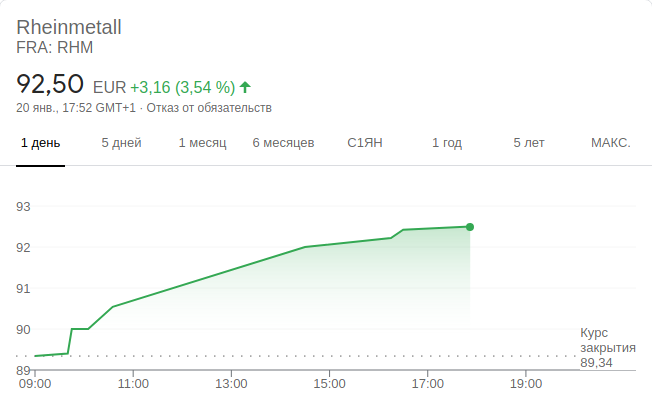 Rheinmetall
FRA: RHM
92,50 EUR +3,16 (3,54 %)
20 янв., 17:52 GMT+1 · Отказ от обязательств
1 день 5 дней 1 месяц 6 месяцев С1ЯН 1 год 5 лет МАКС.
93
92
91
90
89
Курс
закрытия
89,34
09:00 11:00 13:00 15:00 17:00 19:00